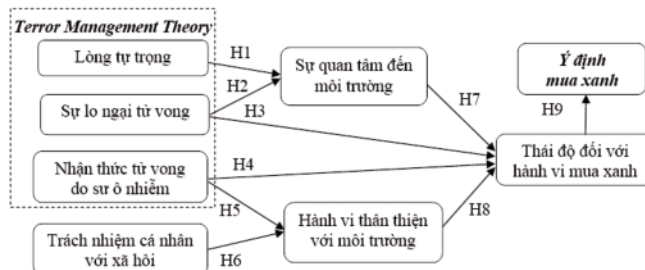 Terror Management Theory
Lòng tự trọng
H1
Sự quan tâm đến
môi trường
Ý định
mua xanh
H2
H3
H7
H9
Sự lo ngại tử vong
Thái độ đối với
hành vi mua xanh
Nhận thức tử vong
do sư ô nhiễm
H4
H5
Hành vi thân thiện
với môi trường
H8
Trách nhiệm cá nhân
với xã hôi
H6